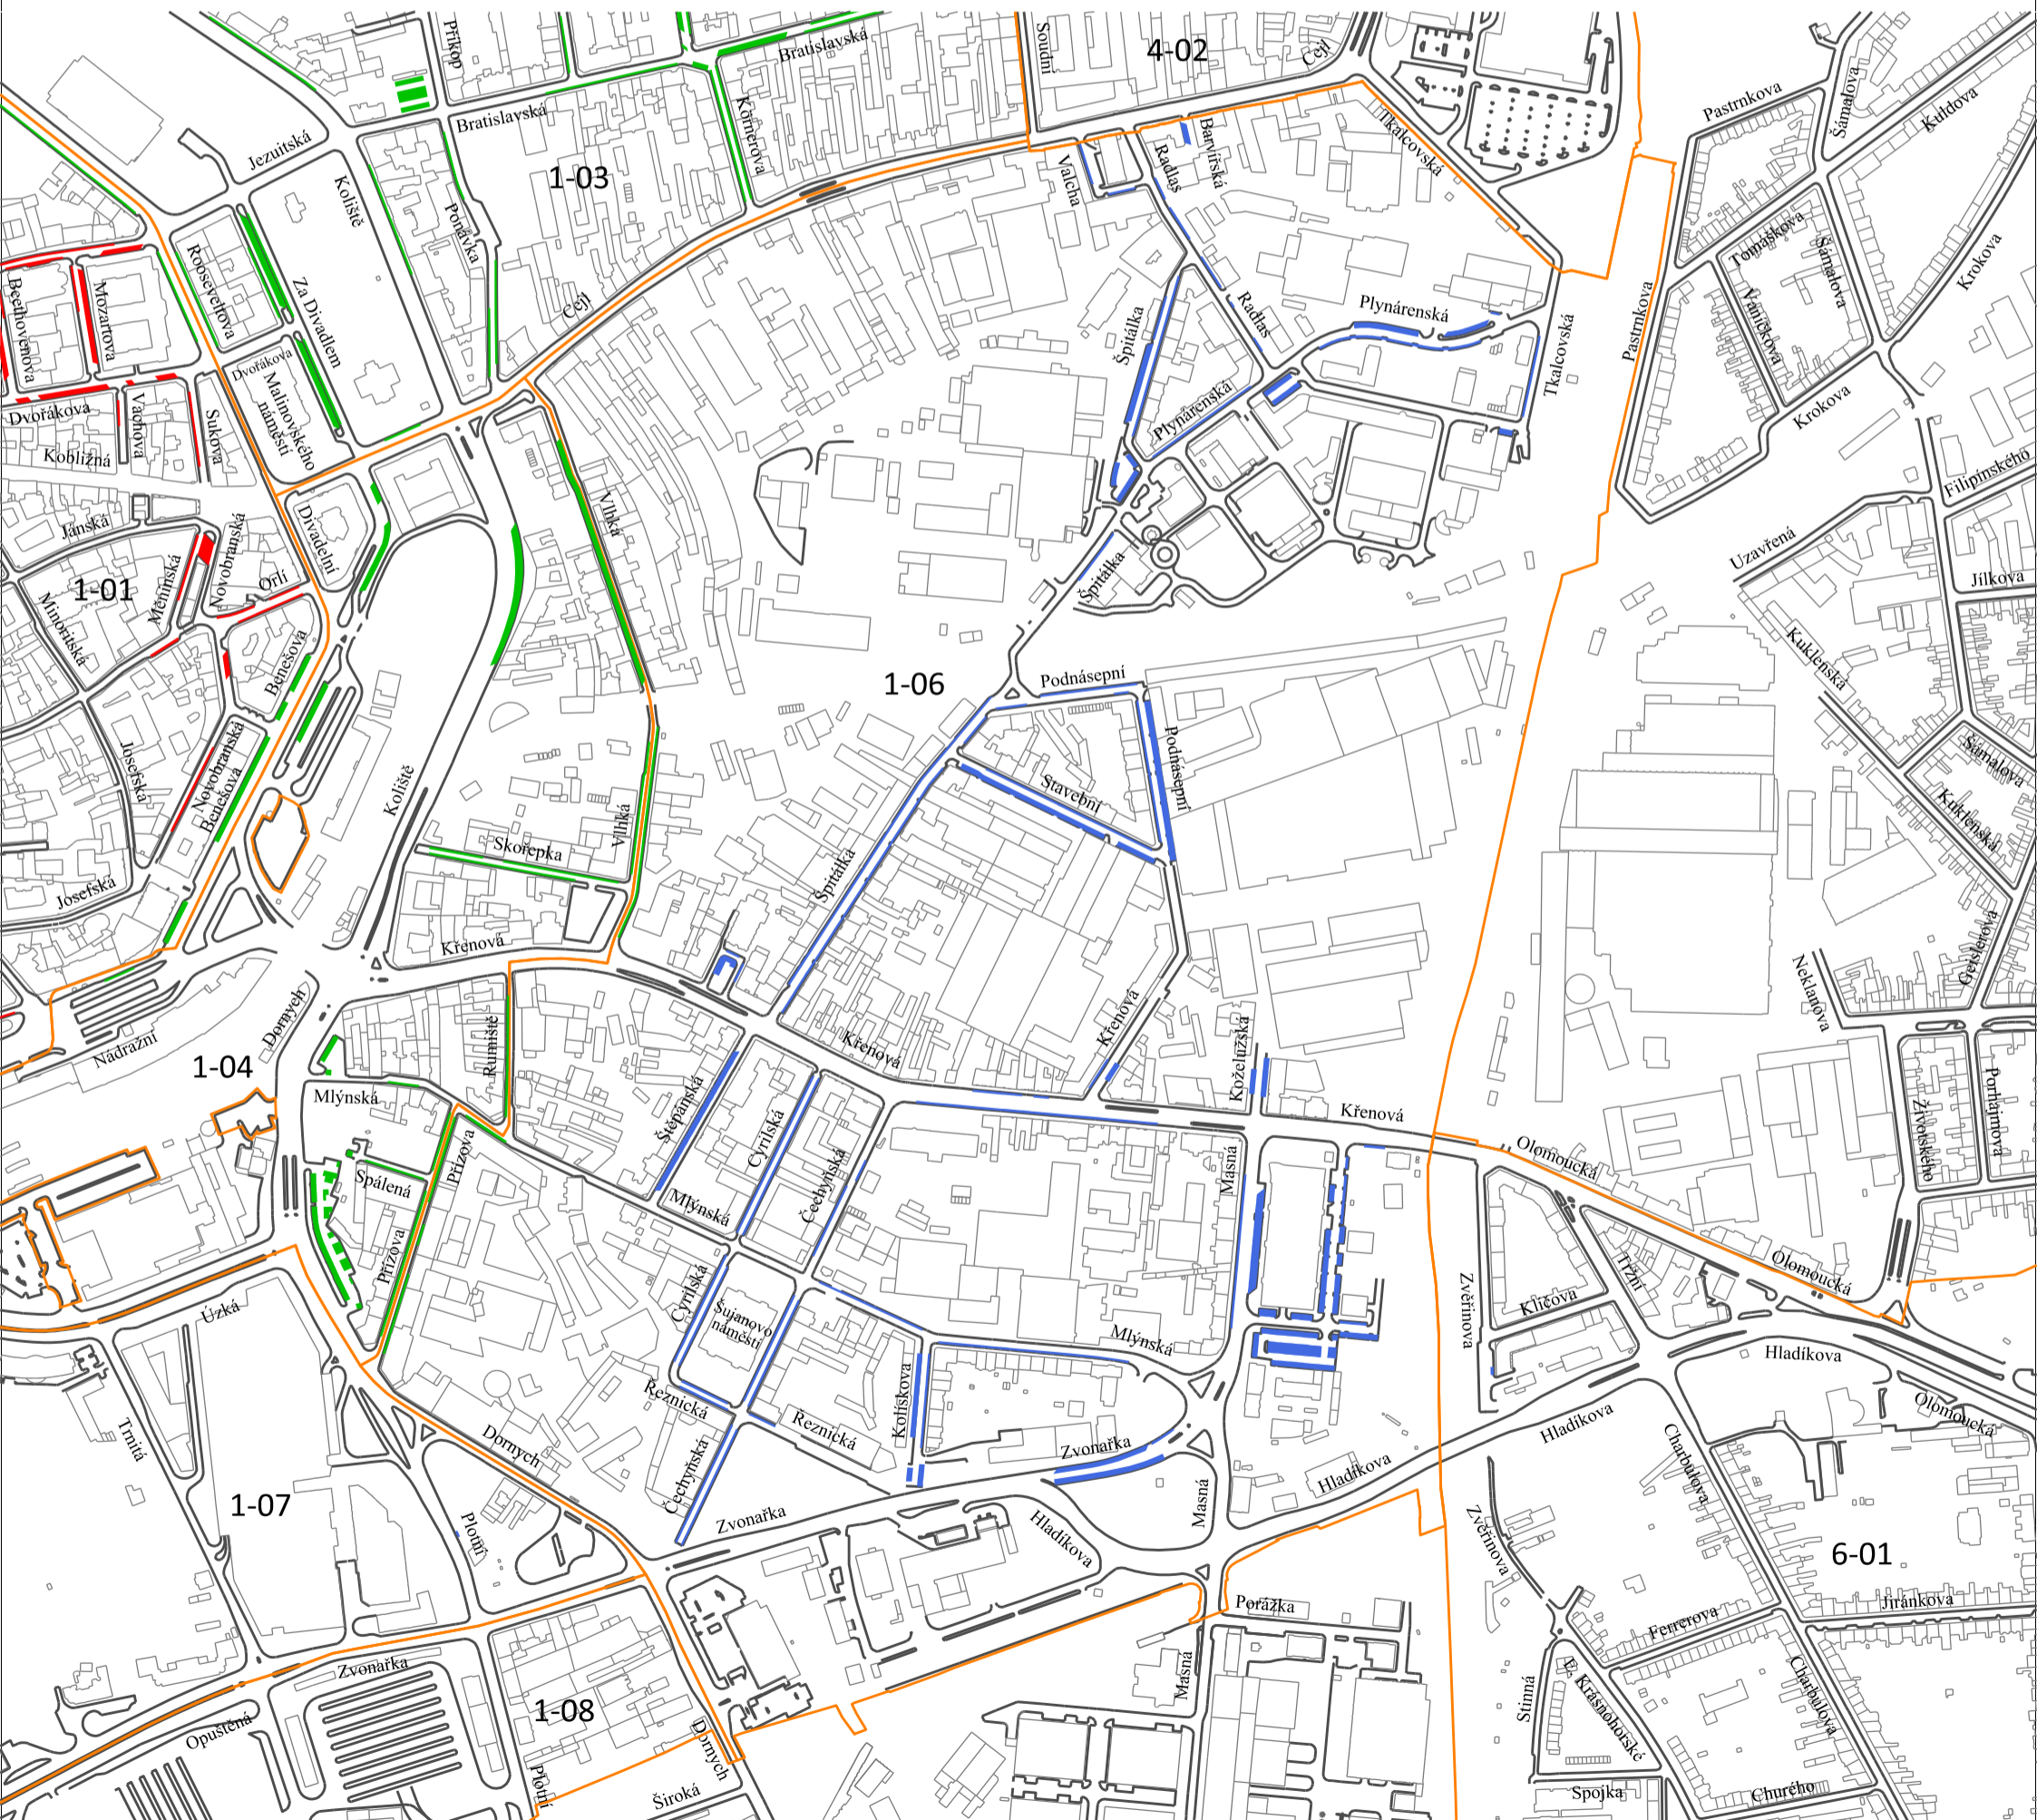 Příkop
Bratislavská
Soudní
4-02
Cejl
Pastrnkova
Šámalova
Kuldova
Jezuitská
Bratislavská
Körnerova
Koliště
1-03
Ponávka
Valcha
Radlas
Barvířská
Tkalcovská
Tomáškova
Šámalova
Krokova
Beethovenova
Mozartova
Rooseveltova
Za Divadlem
Cejl
Špitálka
Radlas
Plynárenská
Tkalcovská
Pastrnkova
Vaníčkova
Krokova
Dvořákova
Malinovského
náměstí
Dvořákova
Vachova
Sukova
Kobližná
Plynárenská
Filipínského
Jánská
Divadelní
Vlhká
Novobranská
Měnínská
Orlí
1-01
Minoritská
Špitálka
Uzavřená
Jílkova
Benešova
1-06
Podnásepní
Kuklenská
Josefská
Novobranská
Benešova
Koliště
Podnásepní
Stavební
Šámalova
Kuklenská
Vlhká
Skořepka
Josefská
Špitálka
Křenová
Geislerova
Neklanova
Nádražní
Dornych
1-04
Rumiště
Křenová
Křenová
Koželužská
Křenová
Mlýnská
Štěpánská
Cyrilská
Čechyňská
Masná
Olomoucká
Životského
Porhajmova
Přízova
Spálená
Mlýnská
Přízova
Cyrilská
Šujanovo
náměstí
Mlýnská
Zvěřinova
Klíčova
Tržní
Olomoucká
Úzká
Hladíkova
Trnitá
Řeznická
Řeznická
Kolískova
Zvonařka
Hladíkova
Olomoucká
Dornych
Čechyňská
Charbulova
Hladíkova
1-07
Plotní
Zvonařka
Hladíkova
Masná
Zvěřinova
6-01
Porážka
Jiránkova
Ferrerova
Zvonařka
Opuštěná
1-08
Dornych
Masná
Stinná
E. Krásnohorské
Charbulova
Plotní
Široká
Spojka
Churého